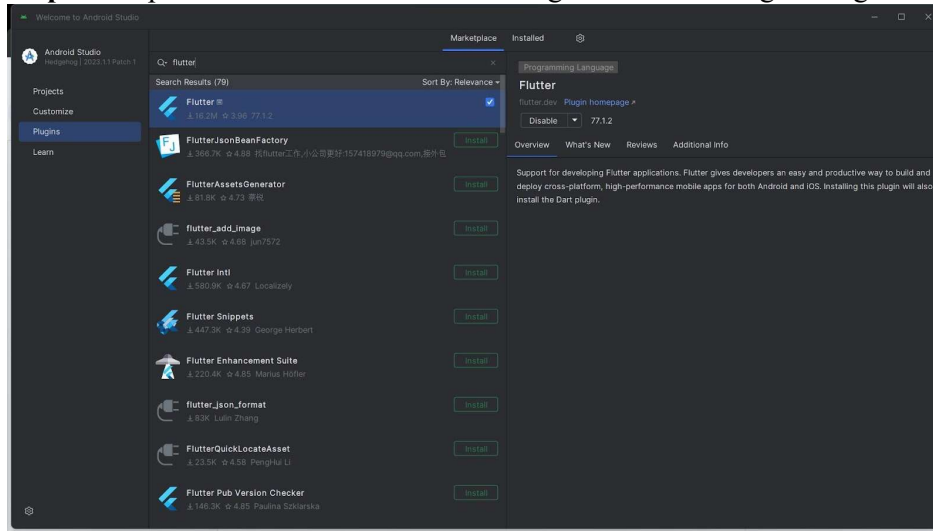 Welcome to Android Studio
Android Studio
Hedgehog | 2023.1.1 Patch 1
Projects
Customize
Plugins
Learn
Marketplace
Installed
flutter
Search Results (79)
Sort By: Relevance
Flutter
16.2M 3.98 77.1.2
FlutterJsonBeanFactory
Install
366.7K 4.88 找flutter工作,小公司更好:157418979@qq.com,接外包
FlutterAssetsGenerator
Install
81.8K 4.73
flutter_add_image
Install
43.5K 4.68 jun7572
Flutter Intl
Install
580.9K 4.67 Localizely
Flutter Snippets
Install
447.3K 4.39 George Herbert
Flutter Enhancement Suite
Install
220.4K 4.85 Marius Höfler
flutter_json_format
Install
83K Lulin Zhang
FlutterQuickLocateAsset
Install
23.5K 4.58 PengHui Li
Flutter Pub Version Checker
Install
146.3K 4.85 Paulina Szklarska
Programming Language
Flutter
flutter.dev Plugin homepage
Disable 77.1.2
Overview What's New Reviews Additional Info
Support for developing Flutter applications. Flutter gives developers an easy and productive way to build and
deploy cross-platform, high-performance mobile apps for both Android and iOS. Installing this plugin will also
install the Dart plugin.